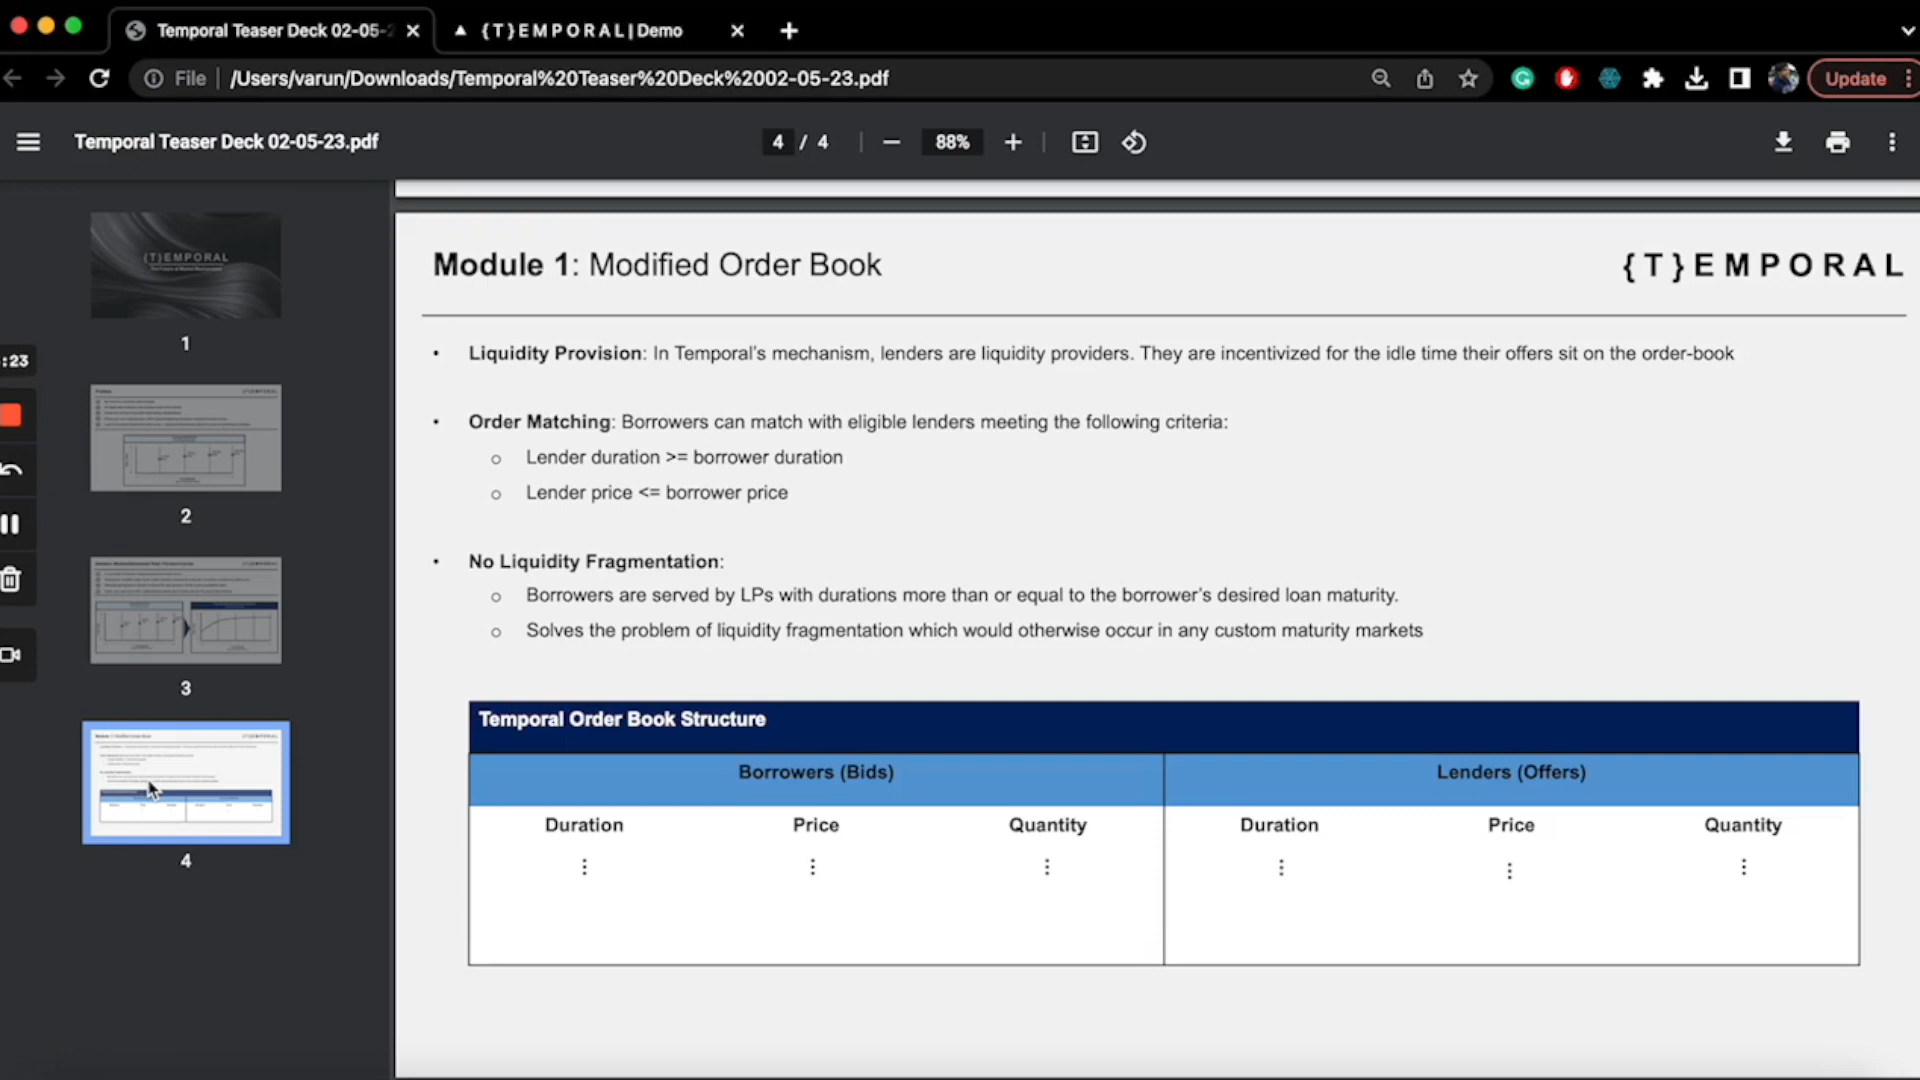 Temporal Teaser Deck 02-05-2
{T}EMPORAL|Demo
File
/Users/varun/Downloads/Temporal%20Teaser%20Deck%2002-05-23.pdf
Update
Temporal Teaser Deck 02-05-23.pdf
4 / 4
88%
{T}EMPORAL
1
:23
2
3
4
Module 1: Modified Order Book
{T}EMPORAL
• Liquidity Provision: In Temporal's mechanism, lenders are liquidity providers. They are incentivized for the idle time their offers sit on the order-book
• Order Matching: Borrowers can match with eligible lenders meeting the following criteria:
o Lender duration >= borrower duration
o Lender price <= borrower price
• No Liquidity Fragmentation:
o Borrowers are served by LPs with durations more than or equal to the borrower's desired loan maturity.
o Solves the problem of liquidity fragmentation which would otherwise occur in any custom maturity markets
Temporal Order Book Structure
Borrowers (Bids) Lenders (Offers)
Duration Price Quantity Duration Price Quantity
⋮ ⋮ ⋮ ⋮ ⋮ ⋮